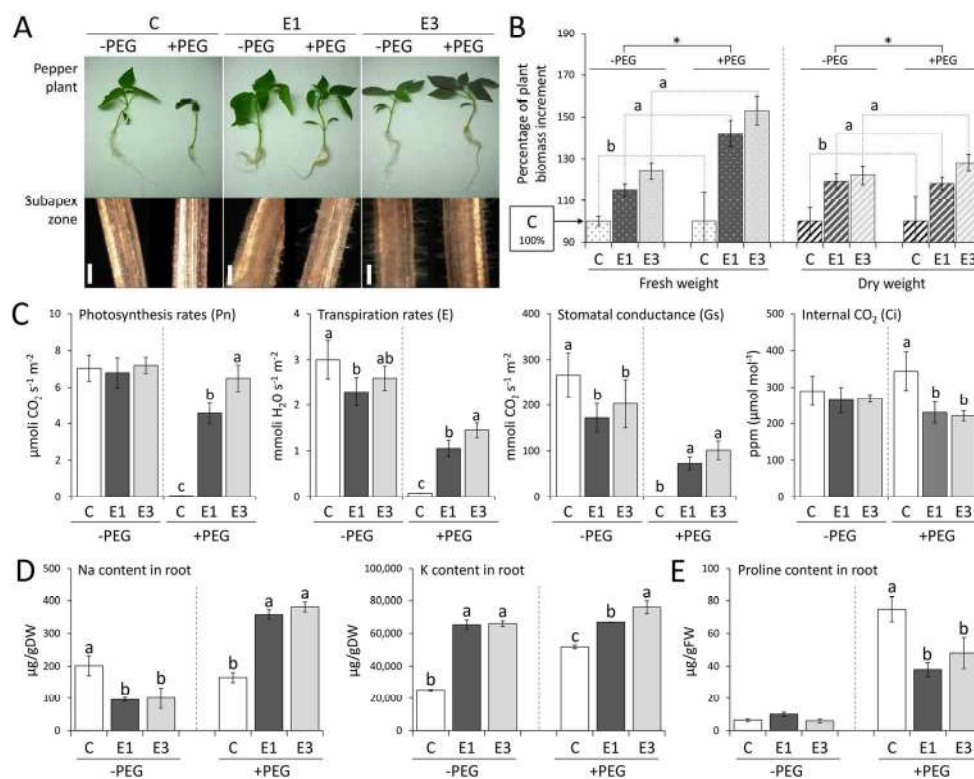 A
C E1 E3
-PEG +PEG -PEG +PEG -PEG +PEG
Pepper plant
Subapex zone
B
Percentage of plant biomass increment
190
170
150
130
110
90
C
100%
* *
-PEG +PEG -PEG +PEG
a a
a a
b b
C E1 E3 C E1 E3 C E1 E3 C E1 E3
Fresh weight Dry weight
C
Photosynthesis rates (Pn)
µmoli CO2 s-1 m-2
8
6
4
2
0
c b a
C E1 E3 C E1 E3
-PEG +PEG
Transpiration rates (E)
mmoli H2O s-1 m-2
4
3
2
1
0
a b ab
c b a
C E1 E3 C E1 E3
-PEG +PEG
Stomatal conductance (Gs)
mmoli CO2 s-1 m-2
400
300
200
100
0
a b b
b a a
C E1 E3 C E1 E3
-PEG +PEG
Internal CO2 (Ci)
ppm (µmol mol-1)
500
400
300
200
100
0
a b b
C E1 E3 C E1 E3
-PEG +PEG
D
Na content in root
µg/gDW
500
400
300
200
100
0
a b b
b a a
C E1 E3 C E1 E3
-PEG +PEG
K content in root
µg/gDW
100,000
80,000
60,000
40,000
20,000
0
b a a
c b a
C E1 E3 C E1 E3
-PEG +PEG
E
Proline content in root
µg/gFW
100
80
60
40
20
0
a b b
C E1 E3 C E1 E3
-PEG +PEG